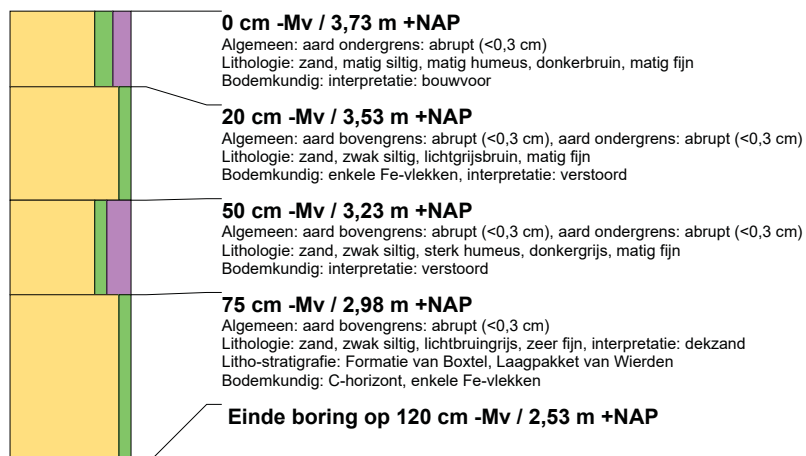 0 cm -Mv / 3,73 m +NAP
Algemeen: aard ondergrens: abrupt (<0,3 cm)
Lithologie: zand, matig siltig, matig humeus, donkerbruin, matig fijn
Bodemkundig: interpretatie: bouwvoor
20 cm -Mv / 3,53 m +NAP
Algemeen: aard bovengrens: abrupt (<0,3 cm), aard ondergrens: abrupt (<0,3 cm)
Lithologie: zand, zwak siltig, lichtgrijsbruin, matig fijn
Bodemkundig: enkele Fe-vlekken, interpretatie: verstoord
50 cm -Mv / 3,23 m +NAP
Algemeen: aard bovengrens: abrupt (<0,3 cm), aard ondergrens: abrupt (<0,3 cm)
Lithologie: zand, zwak siltig, sterk humeus, donkergrijs, matig fijn
Bodemkundig: interpretatie: verstoord
75 cm -Mv / 2,98 m +NAP
Algemeen: aard bovengrens: abrupt (<0,3 cm)
Lithologie: zand, zwak siltig, lichtbruingrijs, zeer fijn, interpretatie: dekzand
Litho-stratigrafie: Formatie van Boxtel, Laagpakket van Wierden
Bodemkundig: C-horizont, enkele Fe-vlekken
Einde boring op 120 cm -Mv / 2,53 m +NAP